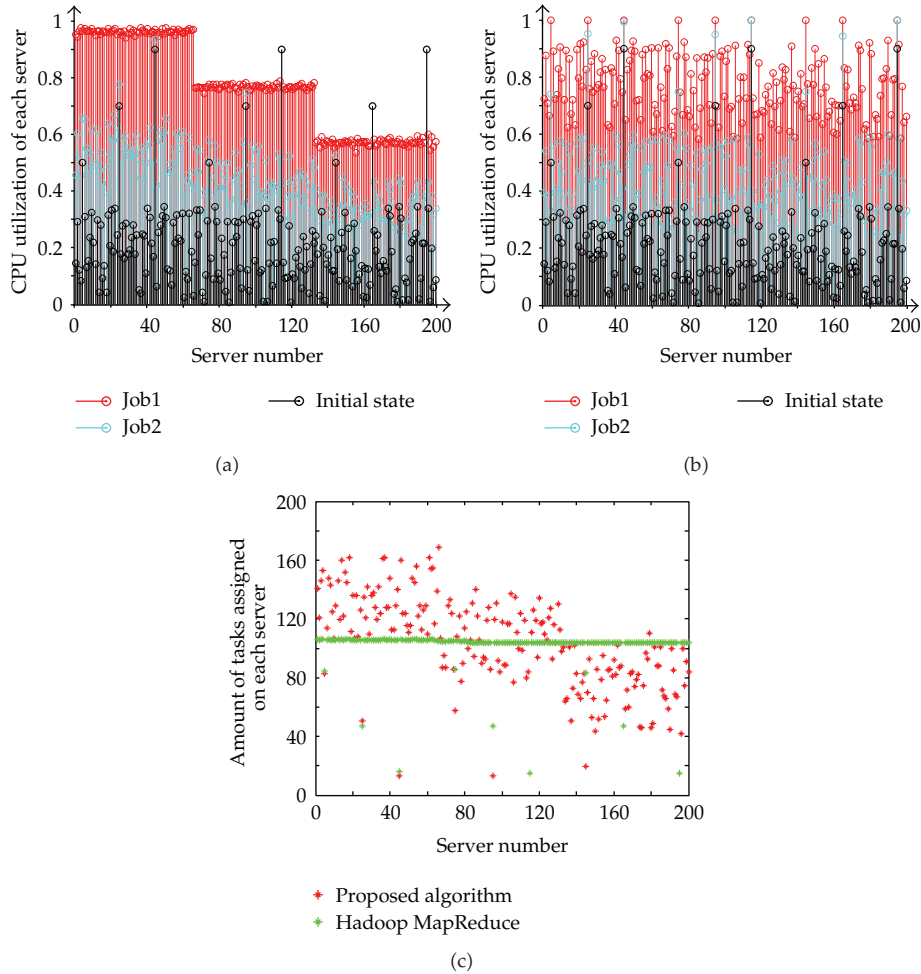 CPU utilization of each server
1
0.8
0.6
0.4
0.2
0
0 40 80 120 160 200
Server number
Job1
Job2
Initial state
(a)
CPU utilization of each server
1
0.8
0.6
0.4
0.2
0
0 40 80 120 160 200
Server number
Job1
Job2
Initial state
(b)
Amount of tasks assigned
on each server
200
160
120
80
40
0
0 40 80 120 160 200
Server number
Proposed algorithm
Hadoop MapReduce
(c)